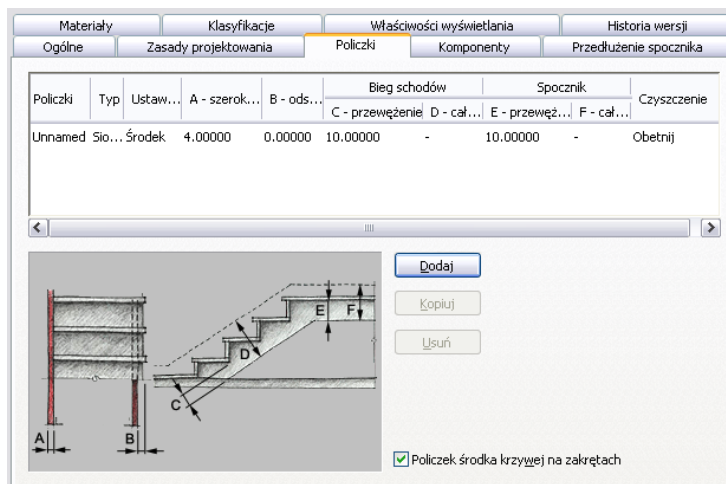 Materiały Klasyfikacje Właściwości wyświetlania Historia wersji
Ogólne Zasady projektowania Policzki Komponenty Przedłużenie spocznika
Bieg schodów Spocznik
Policzki Typ Ustaw... A - szerok... B - ods... Czyszczenie
C - przewężenie D - cał... E - przewęż... F - cał...
Unnamed Sio... Środek 4.00000 0.00000 10.00000 - 10.00000 - Obetnij
Dodaj
Kopiuj
Usuń
E F
D
C
A B
Policzek środka krzywej na zakrętach